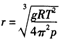 r = ∛(gRT²/4π²p)